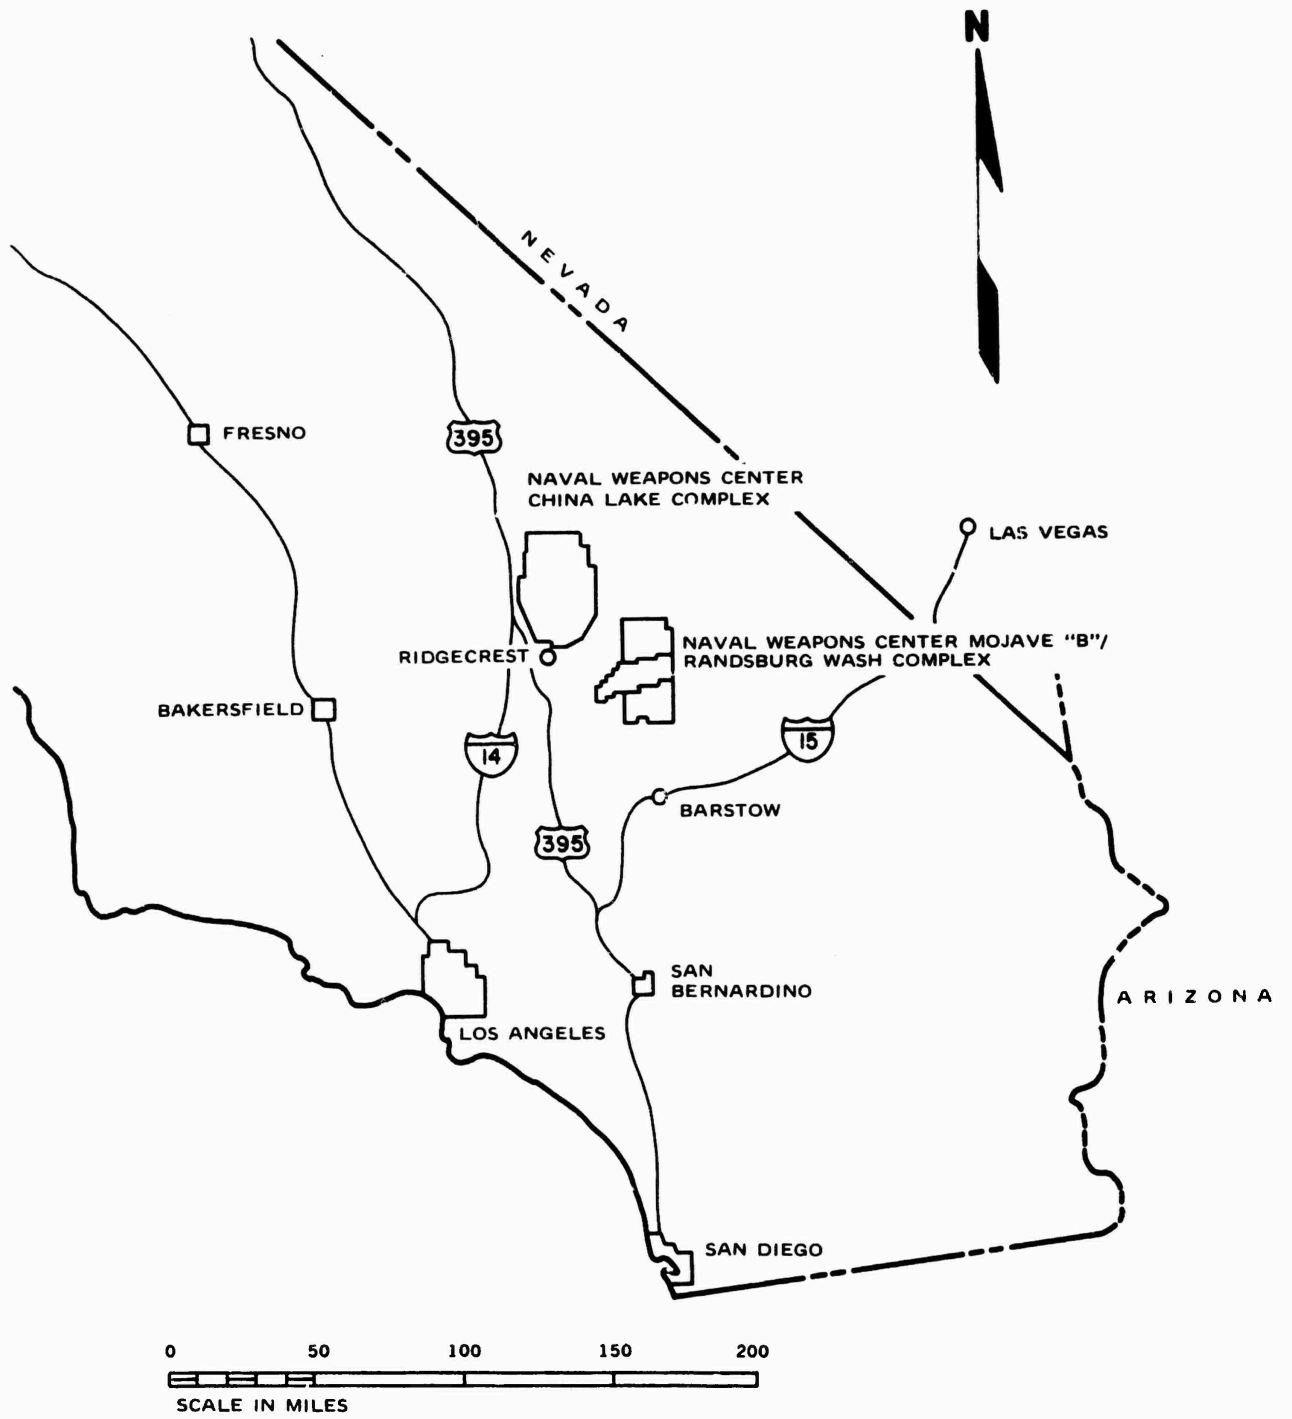 N
NEVADA
FRESNO
395
NAVAL WEAPONS CENTER
CHINA LAKE COMPLEX
LAS VEGAS
NAVAL WEAPONS CENTER MOJAVE "B"/
RANDSBURG WASH COMPLEX
RIDGECREST
BAKERSFIELD
14
15
BARSTOW
395
SAN
BERNARDINO
ARIZONA
LOS ANGELES
SAN DIEGO
0 50 100 150 200
SCALE IN MILES